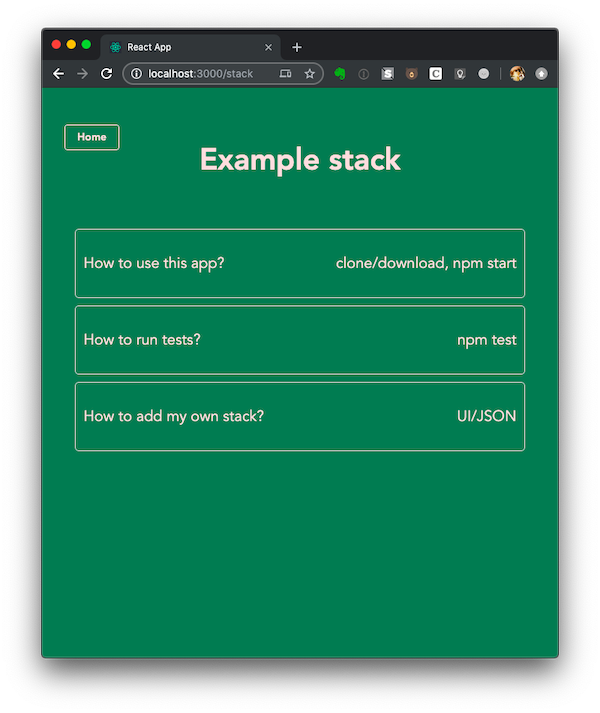 React App
localhost:3000/stack
Home
Example stack
How to use this app? clone/download, npm start
How to run tests? npm test
How to add my own stack? UI/JSON